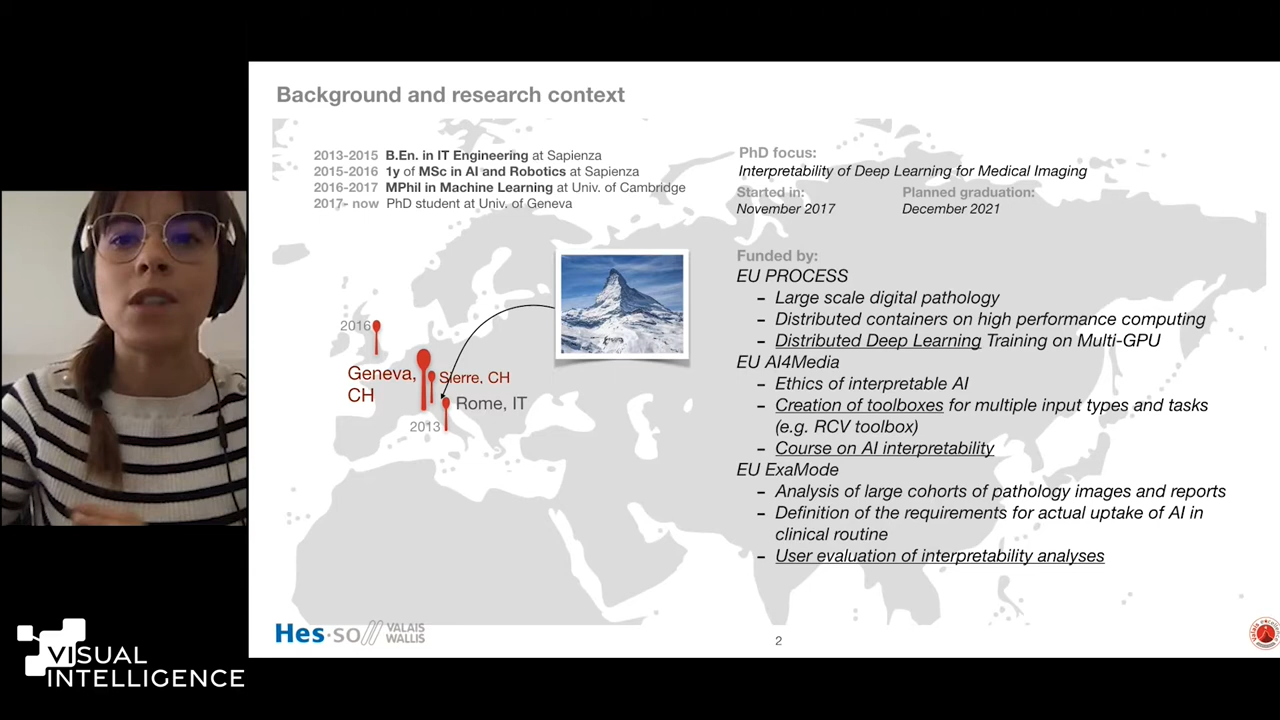 Background and research context
2013-2015 B.En. in IT Engineering at Sapienza
2015-2016 1y of MSc in AI and Robotics at Sapienza
2016-2017 MPhil in Machine Learning at Univ. of Cambridge
2017- now PhD student at Univ. of Geneva
PhD focus:
Interpretability of Deep Learning for Medical Imaging
Started in: Planned graduation:
November 2017 December 2021
Funded by:
EU PROCESS
- Large scale digital pathology
- Distributed containers on high performance computing
- Distributed Deep Learning Training on Multi-GPU
EU AI4Media
- Ethics of interpretable AI
- Creation of toolboxes for multiple input types and tasks
(e.g. RCV toolbox)
- Course on AI interpretability
EU ExaMode
- Analysis of large cohorts of pathology images and reports
- Definition of the requirements for actual uptake of AI in
clinical routine
- User evaluation of interpretability analyses
2016
Geneva,
CH
Sierre, CH
Rome, IT
2013
Hes·so// VALAIS
WALLIS
2
VISUAL
INTELLIGENCE